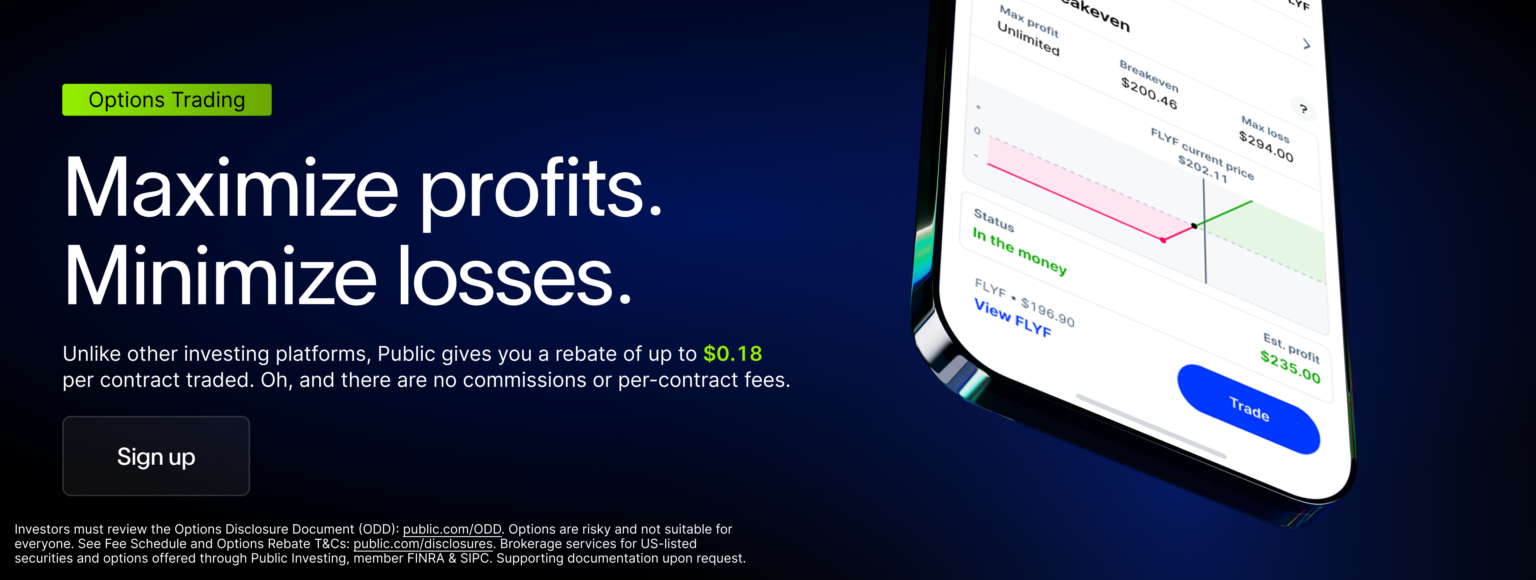 Options Trading
Maximize profits.
Minimize losses.
Unlike other investing platforms, Public gives you a rebate of up to $0.18
per contract traded. Oh, and there are no commissions or per-contract fees.
Sign up
Investors must review the Options Disclosure Document (ODD): public.com/ODD. Options are risky and not suitable for
everyone. See Fee Schedule and Options Rebate T&Cs: public.com/disclosures. Brokerage services for US-listed
securities and options offered through Public Investing, member FINRA & SIPC. Supporting documentation upon request.
Max profit
Unlimited
Breakeven
$200.46
?
Max loss
$294.00
+
0
-
FLYF current price
$202.11
Status
In the money
FLYF • $196.90
View FLYF
Est. profit
$235.00
Trade